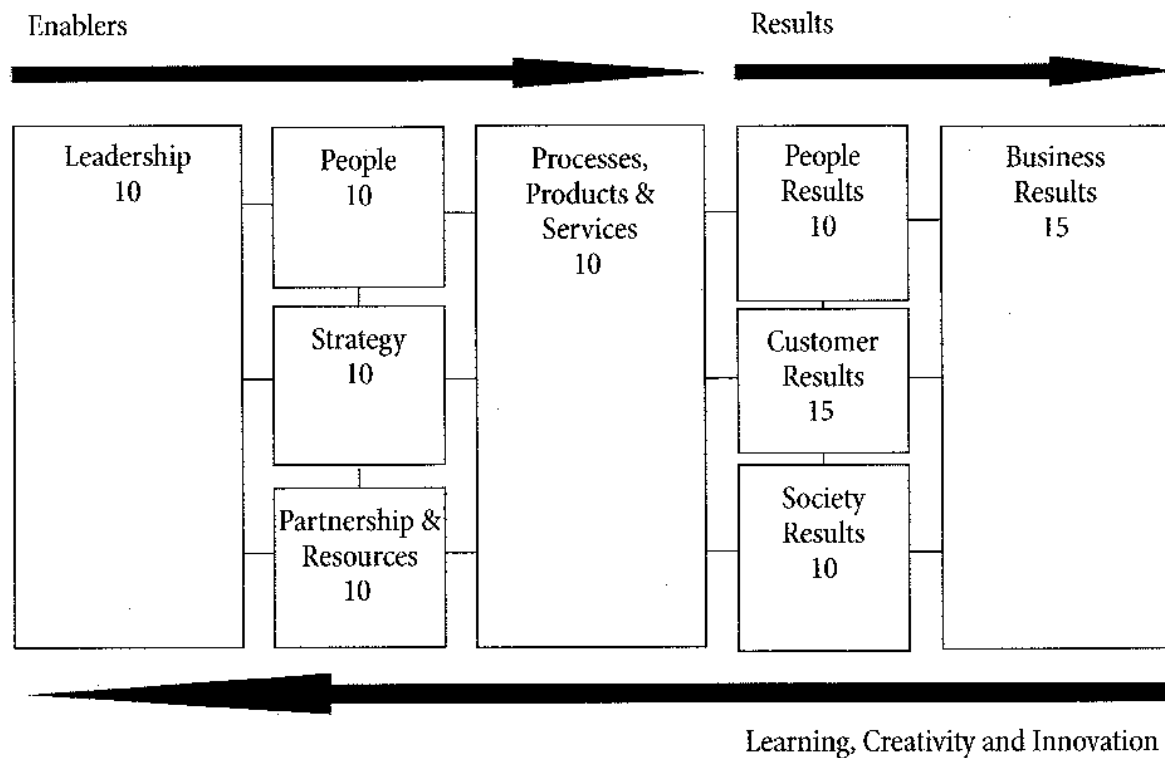 Enablers
Results
Leadership
10
People
10
Strategy
10
Partnership &
Resources
10
Processes,
Products &
Services
10
People
Results
10
Customer
Results
15
Society
Results
10
Business
Results
15
Learning, Creativity and Innovation